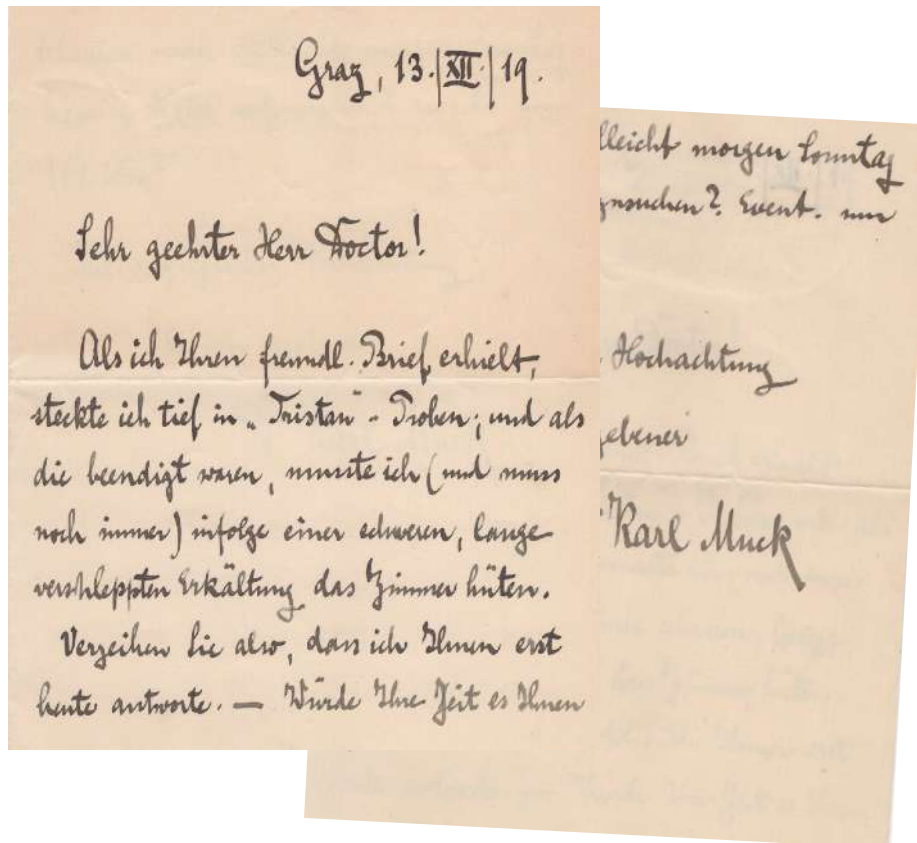 Graz, 13.|XII.|19.
Sehr geehrter Herr Doctor!
Als ich Ihren freundl. Brief erhielt,
steckte ich tief in „Tristan“-Proben; und als
die beendigt waren, musste ich (und muss
noch immer) infolge einer schweren, lange
verschleppten Erkältung das Zimmer hüten.
Verzeihen Sie also, dass ich Ihnen erst
heute antworte. — Würde Ihre Zeit es Ihnen
lleicht morgen Sonntag
Event. nur
Hochachtung
gebener
Karl Muck